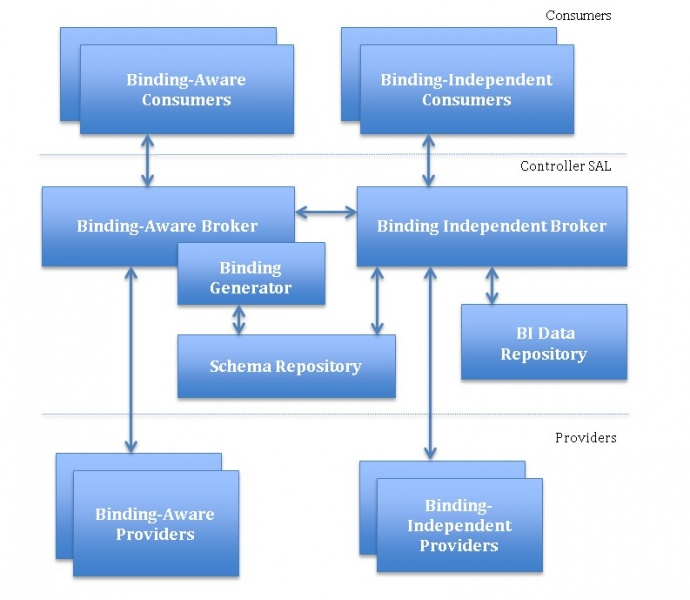 Consumers
Binding-Aware
Consumers
Binding-Independent
Consumers
Controller SAL
Binding-Aware Broker
Binding Independent Broker
Binding
Generator
Schema Repository
BI Data
Repository
Providers
Binding-Aware
Providers
Binding-
Independent
Providers